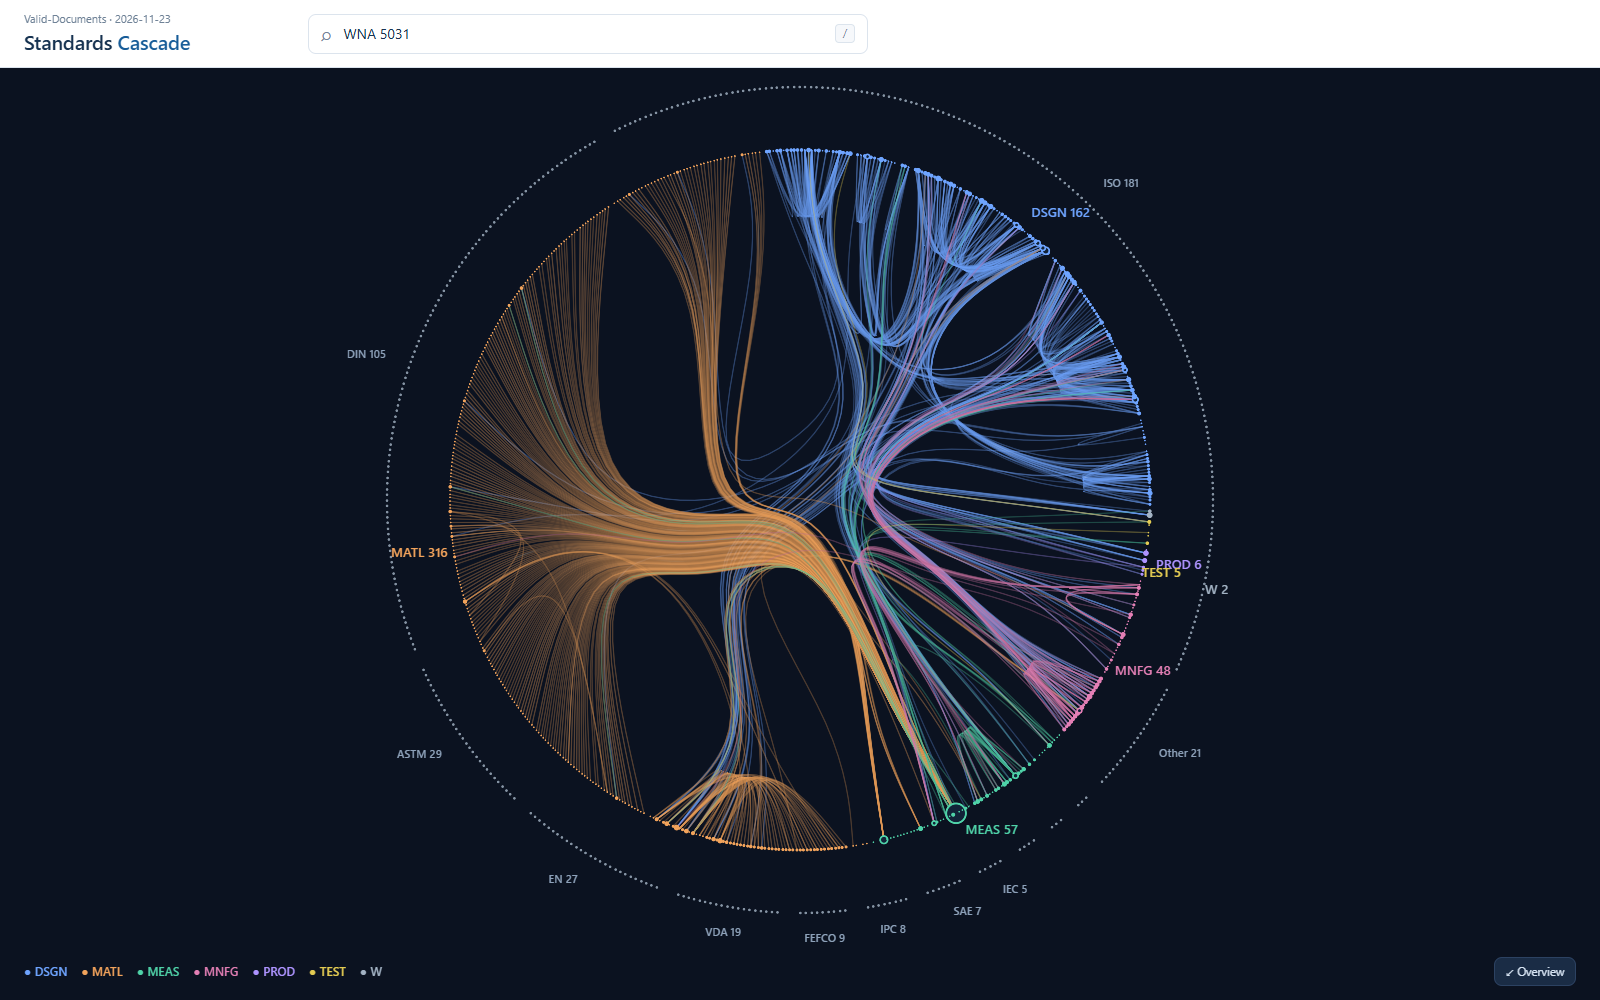 Valid-Documents · 2026-11-23
Standards Cascade
WNA 5031
/
ISO 181
DSGN 162
DIN 105
MATL 316
PROD 6
TEST 5
W 2
MNFG 48
Other 21
ASTM 29
MEAS 57
EN 27
IEC 5
SAE 7
IPC 8
VDA 19
FEFCO 9
DSGN MATL MEAS MNFG PROD TEST W
↙ Overview